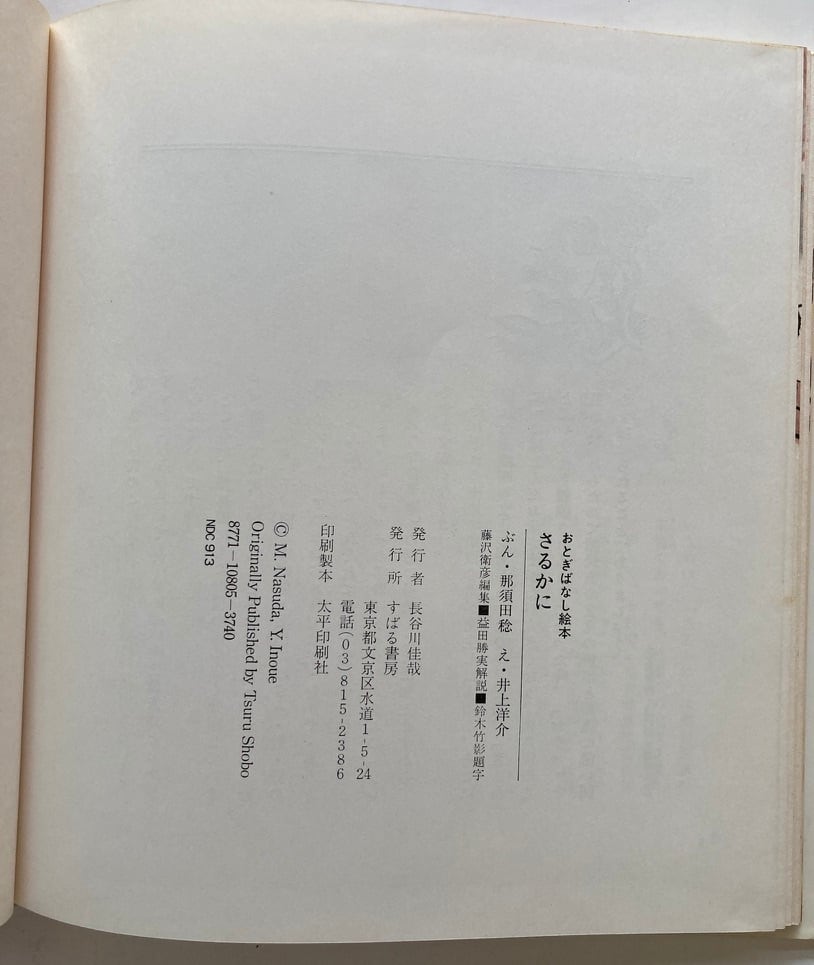 おとぎばなし絵本
さるかに
ぶん・那須田稔　え・井上洋介
藤沢衛彦編集■益田勝実解説■鈴木竹影題字
発行者　長谷川佳哉
発行所　すばる書房
東京都文京区水道1-5-24
電話(03)815-2386
印刷製本　太平印刷社
© M. Nasuda, Y. Inoue
Originally Published by Tsuru Shobo
8771-10805-3740
NDC 913